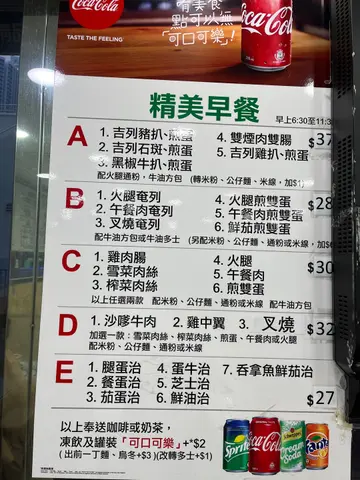 Coca-Cola
TASTE THE FEELING
有美食
點可以無
「可口可樂」!
Coca-Cola
精美早餐
早上6:30至11:3
A
1. 吉列豬扒、煎蛋
4. 雙煙肉雙腸
$37
2. 吉列石斑、煎蛋
5. 吉列雞扒、煎蛋
3. 黑椒牛扒、煎蛋
配火腿通粉，牛油方包 (轉米粉、公仔麵、米線，加$1)
B
1. 火腿奄列
4. 火腿煎雙蛋
$28
2. 午餐肉奄列
5. 午餐肉煎雙蛋
3. 叉燒奄列
6. 鮮茄煎雙蛋
配牛油方包或牛油多士 (另配米粉、公仔麵、通粉或米線，加$6
C
1. 雞肉腸
4. 火腿
$30
2. 雪菜肉絲
5. 午餐肉
3. 榨菜肉絲
6. 煎雙蛋
以上任選兩款 配米粉、公仔麵、通粉或米線 配牛油方包
D
1. 沙嗲牛肉 2. 雞中翼 3. 叉燒
$32
加選一款：雪菜肉絲、榨菜肉絲、煎蛋、午餐肉或火腿
配米粉、公仔麵、通粉或米線
E
1. 腿蛋治
4. 蛋牛治
7. 吞拿魚鮮茄治
2. 餐蛋治
5. 芝士治
3. 茄蛋治
6. 鮮油治
$27
以上奉送咖啡或奶茶，
凍飲及罐裝「可口可樂」+*$2
(出前一丁麵、烏冬+$3)(改轉多士+$1)
Sprite
Coca-Cola
Cream Soda
Fanta